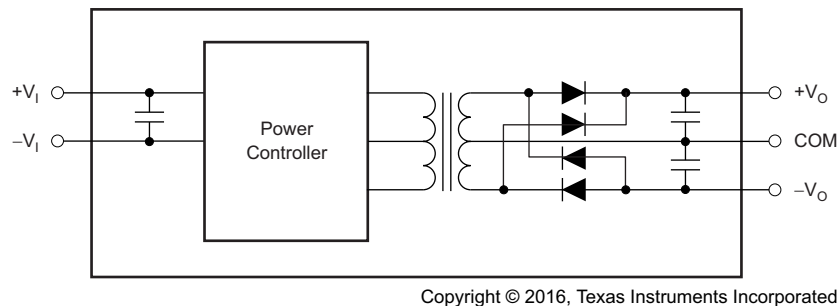 +VI
−VI
Power
Controller
+VO
COM
−VO
Copyright © 2016, Texas Instruments Incorporated